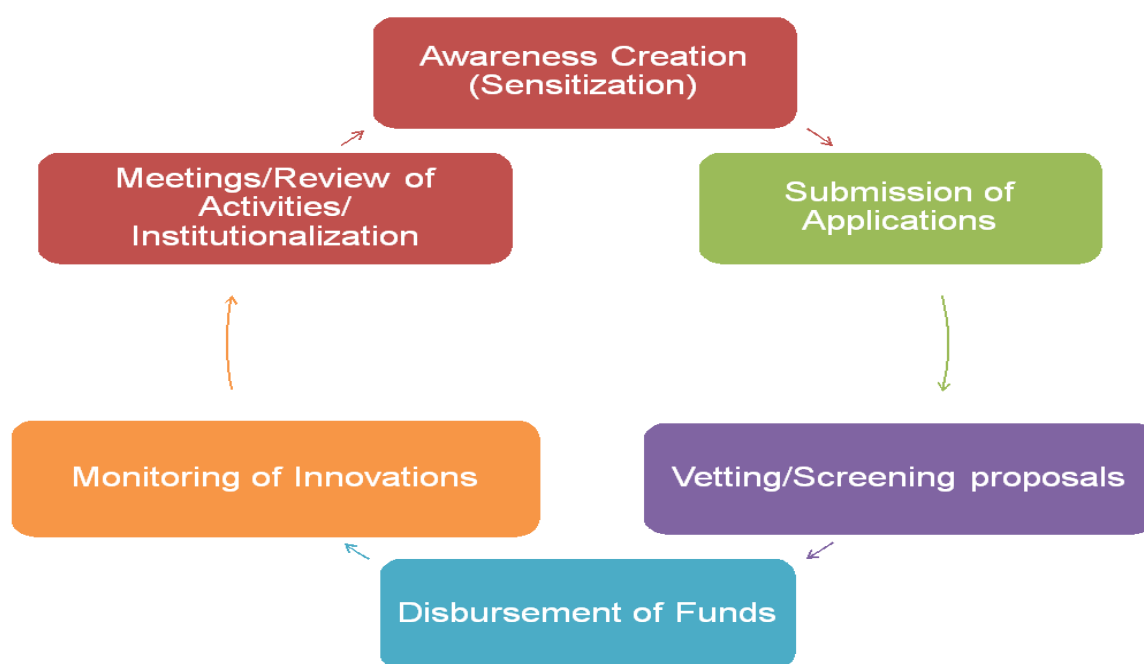 Awareness Creation
(Sensitization)
Submission of
Applications
Vetting/Screening proposals
Disbursement of Funds
Monitoring of Innovations
Meetings/Review of
Activities/
Institutionalization